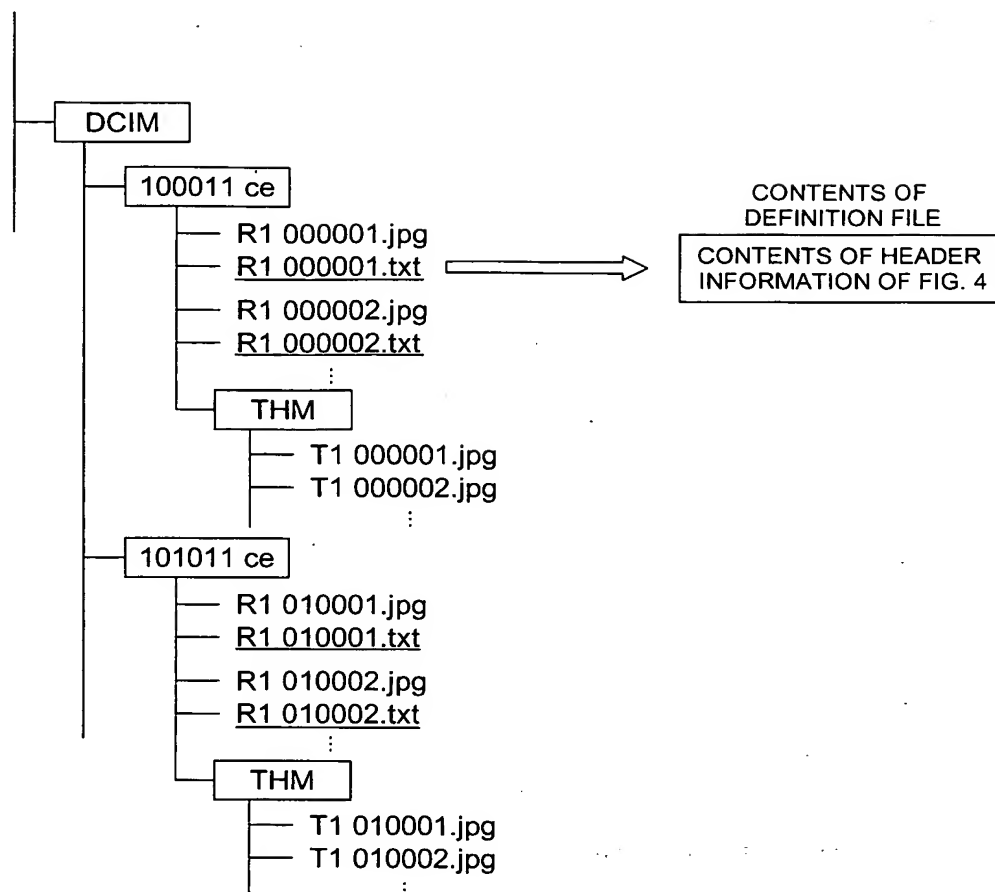 DCIM
100011 ce
R1 000001.jpg
R1 000001.txt
R1 000002.jpg
R1 000002.txt
⋮
THM
T1 000001.jpg
T1 000002.jpg
⋮
101011 ce
R1 010001.jpg
R1 010001.txt
R1 010002.jpg
R1 010002.txt
⋮
THM
T1 010001.jpg
T1 010002.jpg
⋮
CONTENTS OF
DEFINITION FILE
CONTENTS OF HEADER
INFORMATION OF FIG. 4